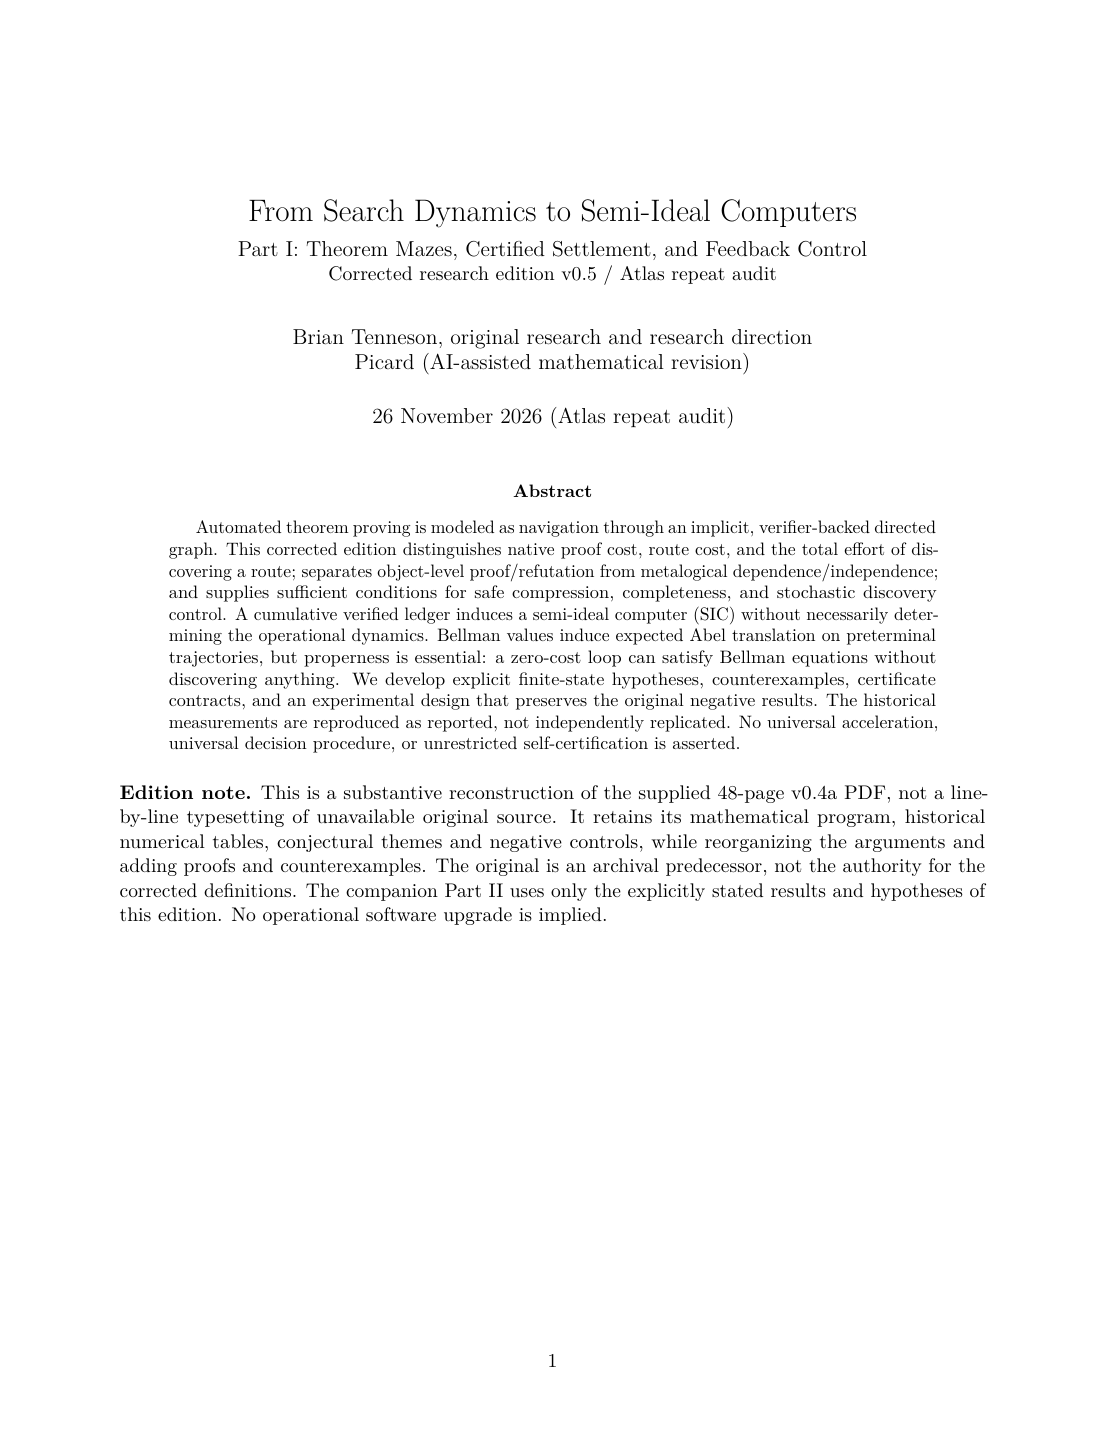 From Search Dynamics to Semi-Ideal Computers
Part I: Theorem Mazes, Certified Settlement, and Feedback Control
Corrected research edition v0.5 / Atlas repeat audit
Brian Tenneson, original research and research direction
Picard (AI-assisted mathematical revision)
26 November 2026 (Atlas repeat audit)
Abstract
Automated theorem proving is modeled as navigation through an implicit, verifier-backed directed
graph. This corrected edition distinguishes native proof cost, route cost, and the total effort of dis-
covering a route; separates object-level proof/refutation from metalogical dependence/independence;
and supplies sufficient conditions for safe compression, completeness, and stochastic discovery
control. A cumulative verified ledger induces a semi-ideal computer (SIC) without necessarily deter-
mining the operational dynamics. Bellman values induce expected Abel translation on preterminal
trajectories, but properness is essential: a zero-cost loop can satisfy Bellman equations without
discovering anything. We develop explicit finite-state hypotheses, counterexamples, certificate
contracts, and an experimental design that preserves the original negative results. The historical
measurements are reproduced as reported, not independently replicated. No universal acceleration,
universal decision procedure, or unrestricted self-certification is asserted.
Edition note. This is a substantive reconstruction of the supplied 48-page v0.4a PDF, not a line-
by-line typesetting of unavailable original source. It retains its mathematical program, historical
numerical tables, conjectural themes and negative controls, while reorganizing the arguments and
adding proofs and counterexamples. The original is an archival predecessor, not the authority for the
corrected definitions. The companion Part II uses only the explicitly stated results and hypotheses of
this edition. No operational software upgrade is implied.
1